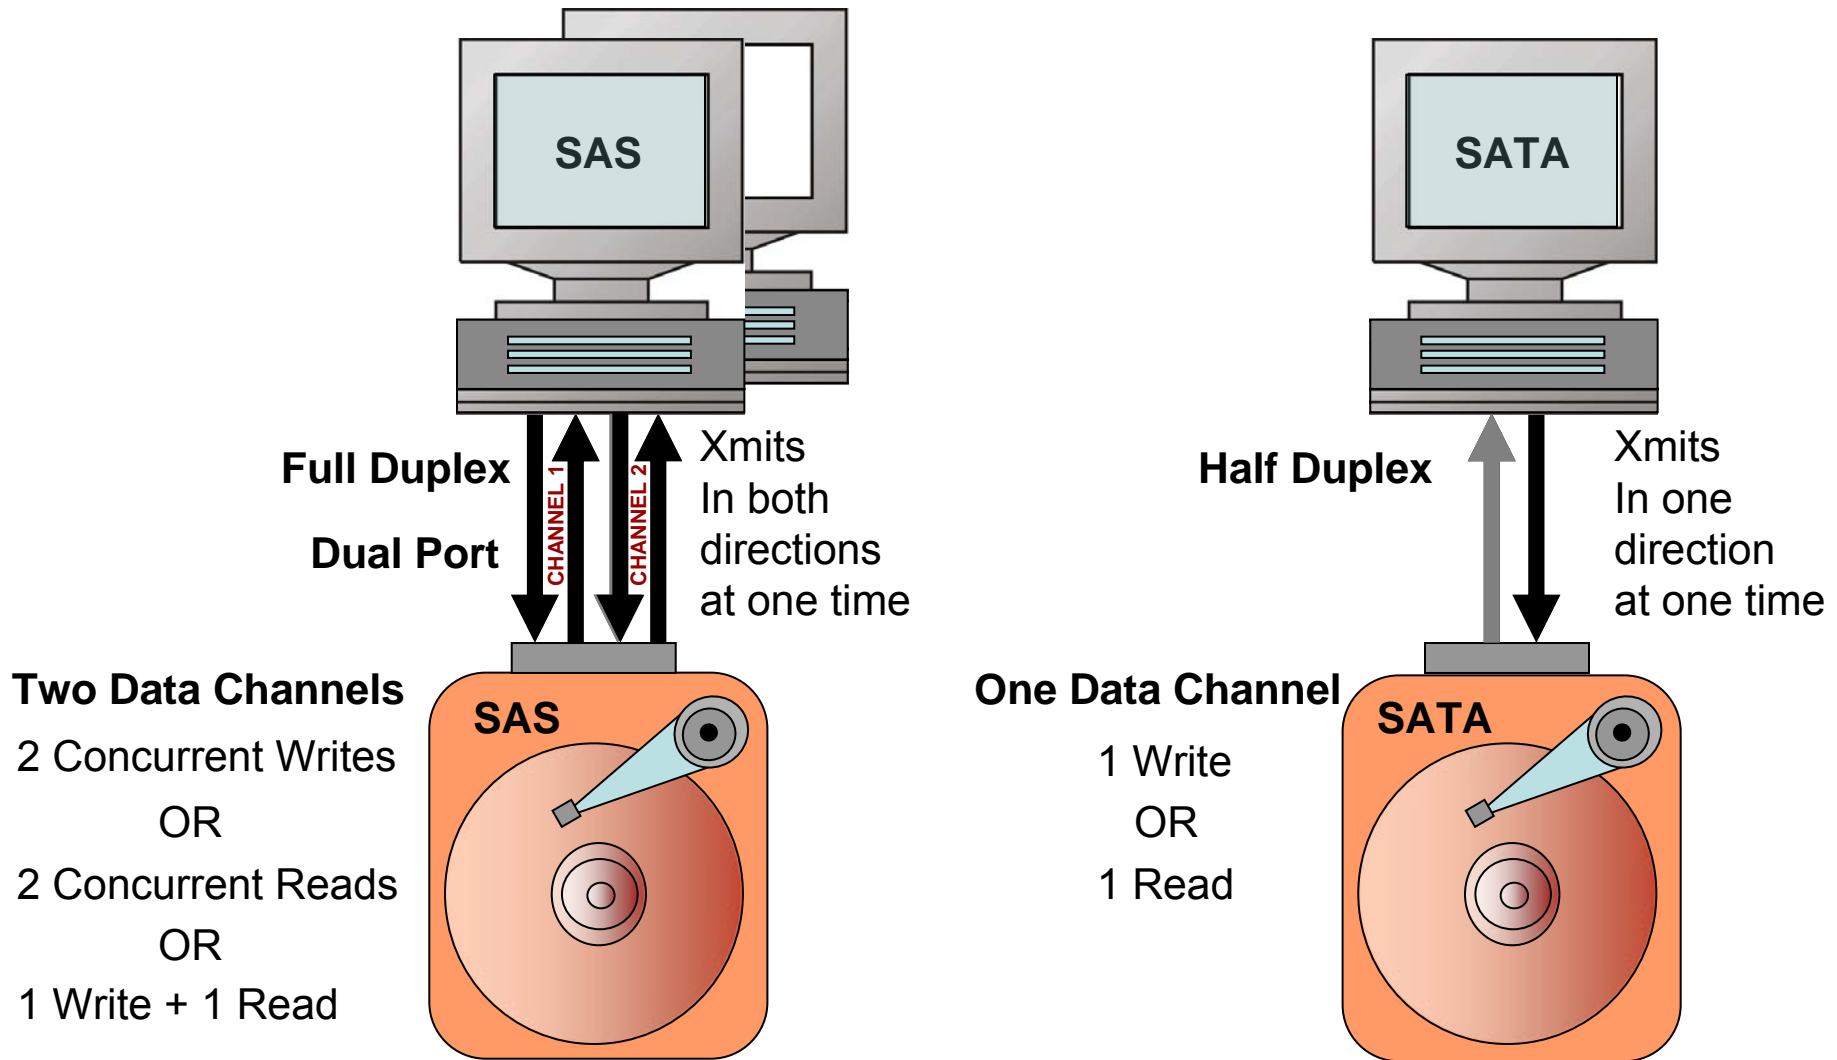 SAS
Full Duplex
Dual Port
CHANNEL 1
CHANNEL 2
Xmits
In both
directions
at one time
Two Data Channels
2 Concurrent Writes
OR
2 Concurrent Reads
OR
1 Write + 1 Read
SAS
SATA
Half Duplex
Xmits
In one
direction
at one time
One Data Channel
1 Write
OR
1 Read
SATA